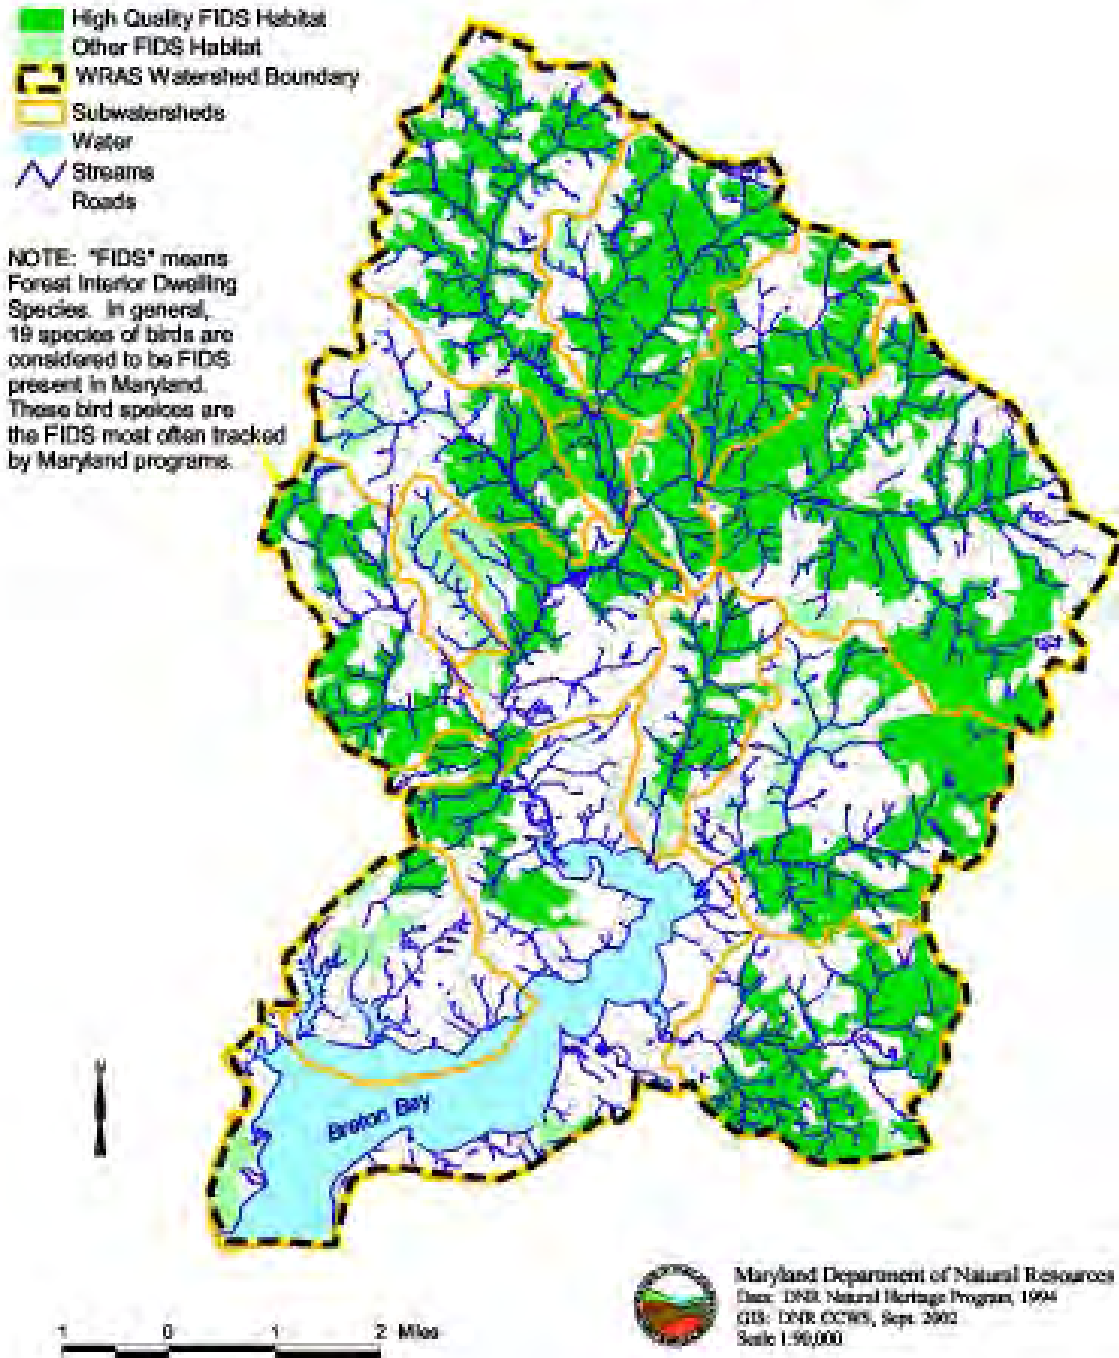 High Quality FIDS Habitat
Other FIDS Habitat
WRAS Watershed Boundary
Subwatersheds
Water
Streams
Roads
NOTE: "FIDS" means
Forest Interior Dwelling
Species. In general,
19 species of birds are
considered to be FIDS
present in Maryland.
These bird speices are
the FIDS most often tracked
by Maryland programs.
N
Breton Bay
1 0 1 2 Miles
Maryland Department of Natural Resources
Data: DNR Natural Heritage Program, 1994
GIS: DNR CCWS, Sept. 2002
Scale 1:90,000